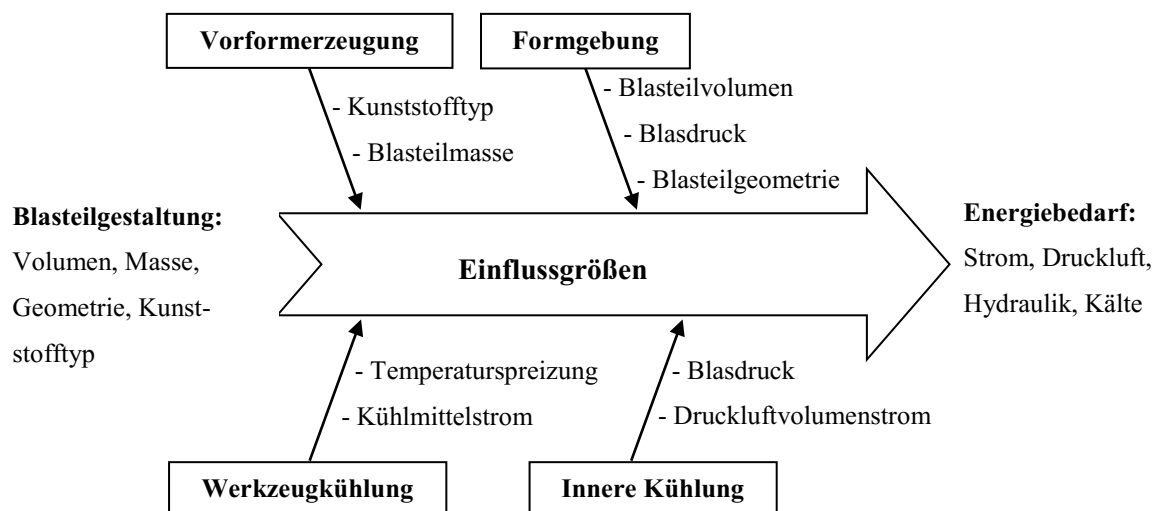 Vorformerzeugung
Formgebung
- Kunststofftyp
- Blasteilmasse
- Blasteilvolumen
- Blasdruck
- Blasteilgeometrie
Blasteilgestaltung:
Volumen, Masse,
Geometrie, Kunst-
stofftyp
Einflussgrößen
Energiebedarf:
Strom, Druckluft,
Hydraulik, Kälte
- Temperaturspreizung
- Kühlmittelstrom
- Blasdruck
- Druckluftvolumenstrom
Werkzeugkühlung
Innere Kühlung